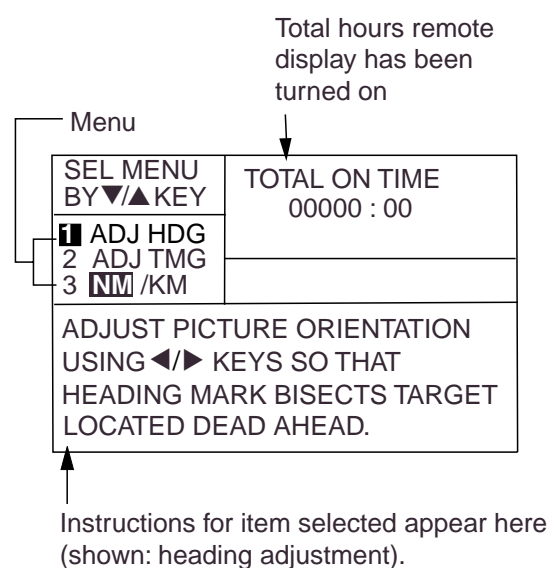 Total hours remote
display has been
turned on
Menu
SEL MENU
BY▼/▲KEY
TOTAL ON TIME
00000 : 00
1 ADJ HDG
2 ADJ TMG
3 NM /KM
ADJUST PICTURE ORIENTATION
USING ◀/▶ KEYS SO THAT
HEADING MARK BISECTS TARGET
LOCATED DEAD AHEAD.
Instructions for item selected appear here
(shown: heading adjustment).